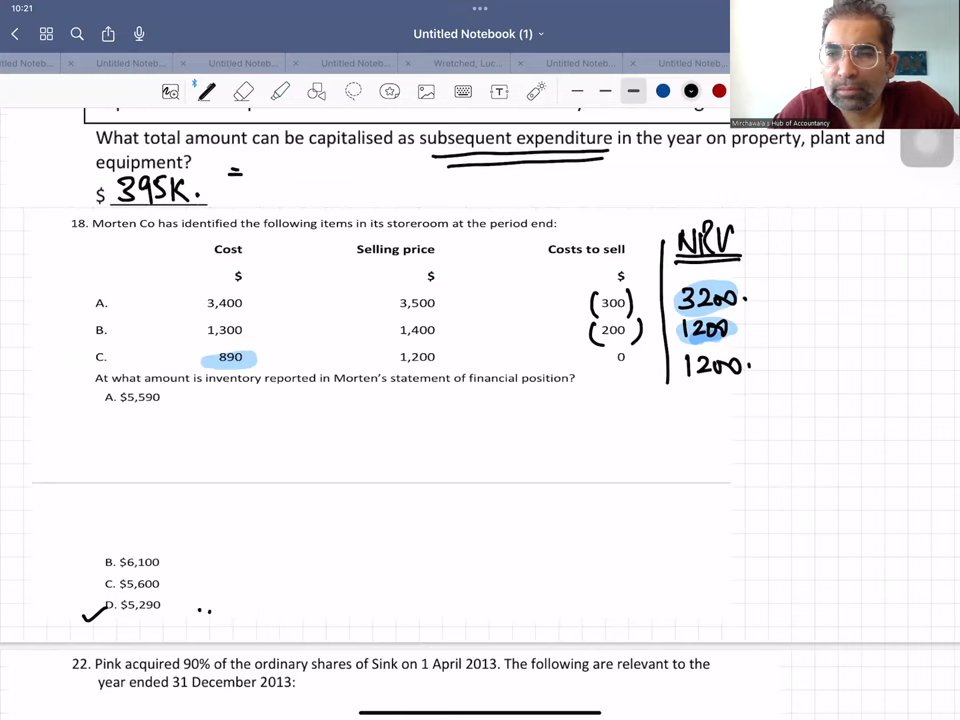 10:21
Untitled Notebook (1)
Untitled Noteb... Untitled Noteb... Untitled Noteb... Untitled Noteb... Wretched, Luc... Untitled Noteb... Untitled Noteb...
Mirchawala's Hub of Accountancy
What total amount can be capitalised as subsequent expenditure in the year on property, plant and
equipment?
$ 395K. =
18. Morten Co has identified the following items in its storeroom at the period end:
Cost Selling price Costs to sell NRV
$ $ $
A. 3,400 3,500 (300) 3200.
B. 1,300 1,400 (200) 1200
C. 890 1,200 0 1200.
At what amount is inventory reported in Morten's statement of financial position?
A. $5,590
B. $6,100
C. $5,600
D. $5,290
22. Pink acquired 90% of the ordinary shares of Sink on 1 April 2013. The following are relevant to the
year ended 31 December 2013: